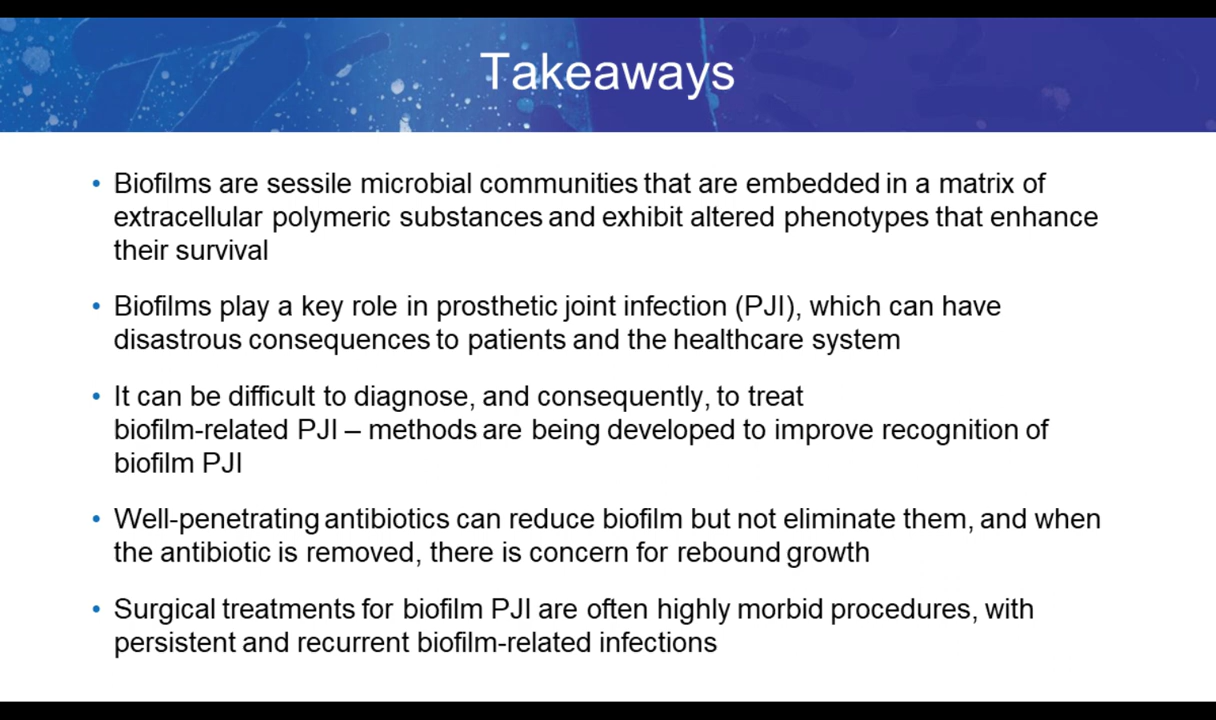 Takeaways
• Biofilms are sessile microbial communities that are embedded in a matrix of
extracellular polymeric substances and exhibit altered phenotypes that enhance
their survival
• Biofilms play a key role in prosthetic joint infection (PJI), which can have
disastrous consequences to patients and the healthcare system
• It can be difficult to diagnose, and consequently, to treat
biofilm-related PJI – methods are being developed to improve recognition of
biofilm PJI
• Well-penetrating antibiotics can reduce biofilm but not eliminate them, and when
the antibiotic is removed, there is concern for rebound growth
• Surgical treatments for biofilm PJI are often highly morbid procedures, with
persistent and recurrent biofilm-related infections